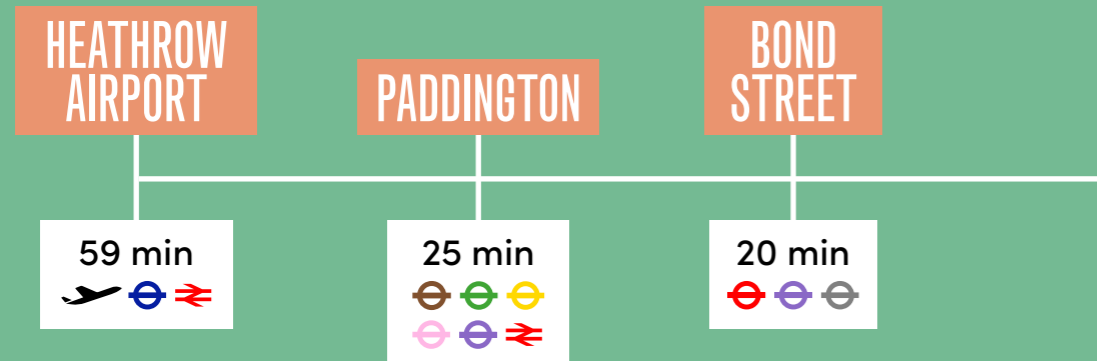 HEATHROW
AIRPORT
PADDINGTON
BOND
STREET
59 min
25 min
20 min